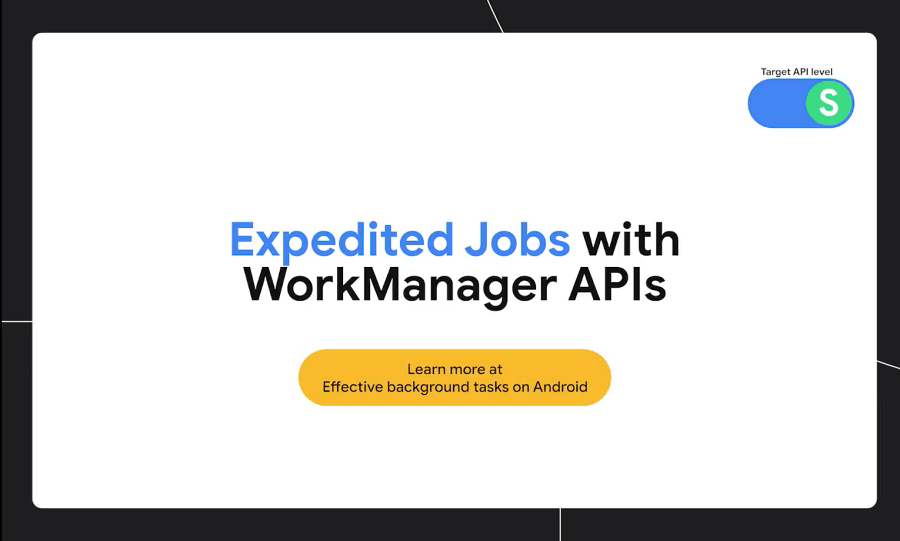 Target API level
S
Expedited Jobs with
WorkManager APIs
Learn more at
Effective background tasks on Android